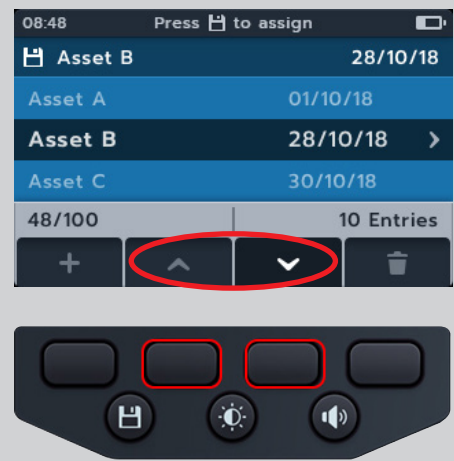 08:48 Press to assign
Asset B 28/10/18
Asset A 01/10/18
Asset B 28/10/18
Asset C 30/10/18
48/100 10 Entries